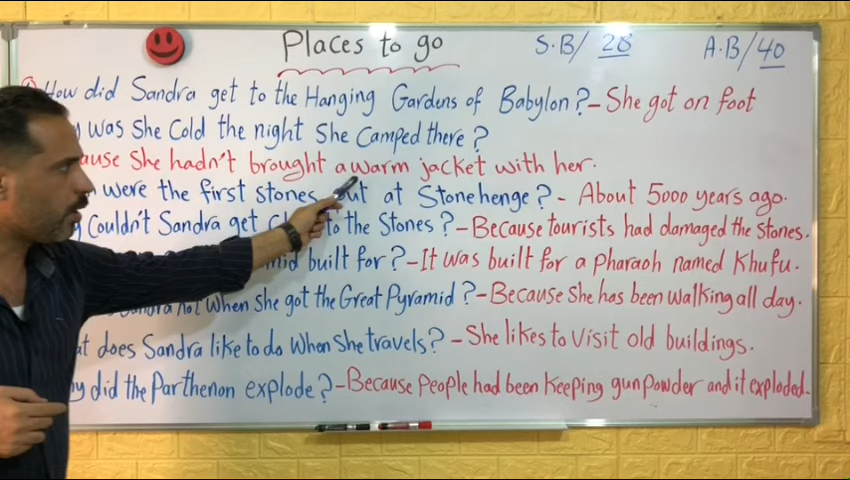 Places to go
S.B/ 28
A.B/ 40
How did Sandra get to the Hanging Gardens of Babylon? - She got on foot
was She Cold the night She Camped there?
She hadn't brought a warm jacket with her.
were the first stones at Stonehenge? - About 5000 years ago.
Couldn't Sandra get to the Stones? - Because tourists had damaged the Stones.
built for? - It was built for a pharaoh named Khufu.
Sandra hot When She got the Great Pyramid? - Because She has been walking all day.
does Sandra like to do When She travels? - She likes to Visit old buildings.
did the Parthenon explode? - Because People had been Keeping gunpowder and it exploded.